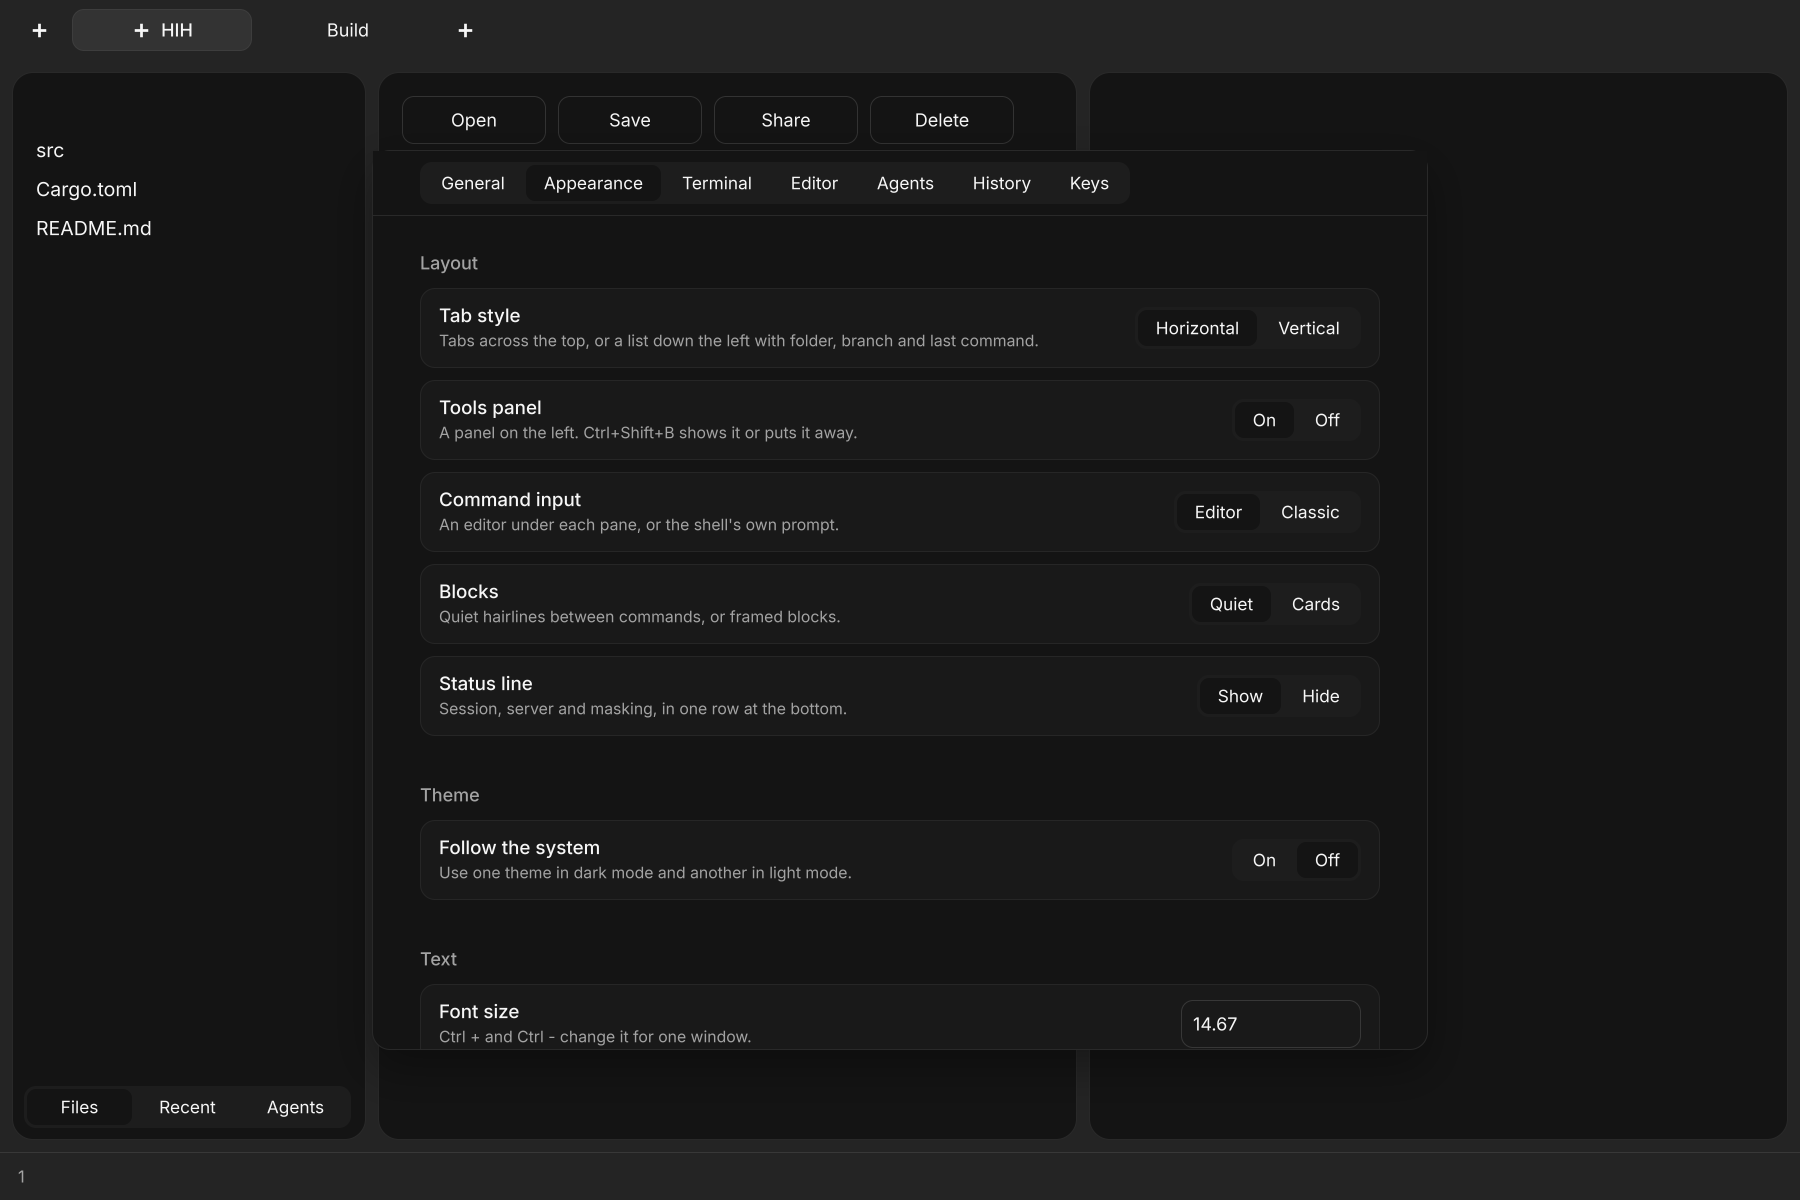 + + HIH Build +
src
Cargo.toml
README.md
Open Save Share Delete
General Appearance Terminal Editor Agents History Keys
Layout
Tab style
Tabs across the top, or a list down the left with folder, branch and last command.
Horizontal Vertical
Tools panel
A panel on the left. Ctrl+Shift+B shows it or puts it away.
On Off
Command input
An editor under each pane, or the shell's own prompt.
Editor Classic
Blocks
Quiet hairlines between commands, or framed blocks.
Quiet Cards
Status line
Session, server and masking, in one row at the bottom.
Show Hide
Theme
Follow the system
Use one theme in dark mode and another in light mode.
On Off
Text
Font size
Ctrl + and Ctrl - change it for one window.
14.67
Files Recent Agents
1